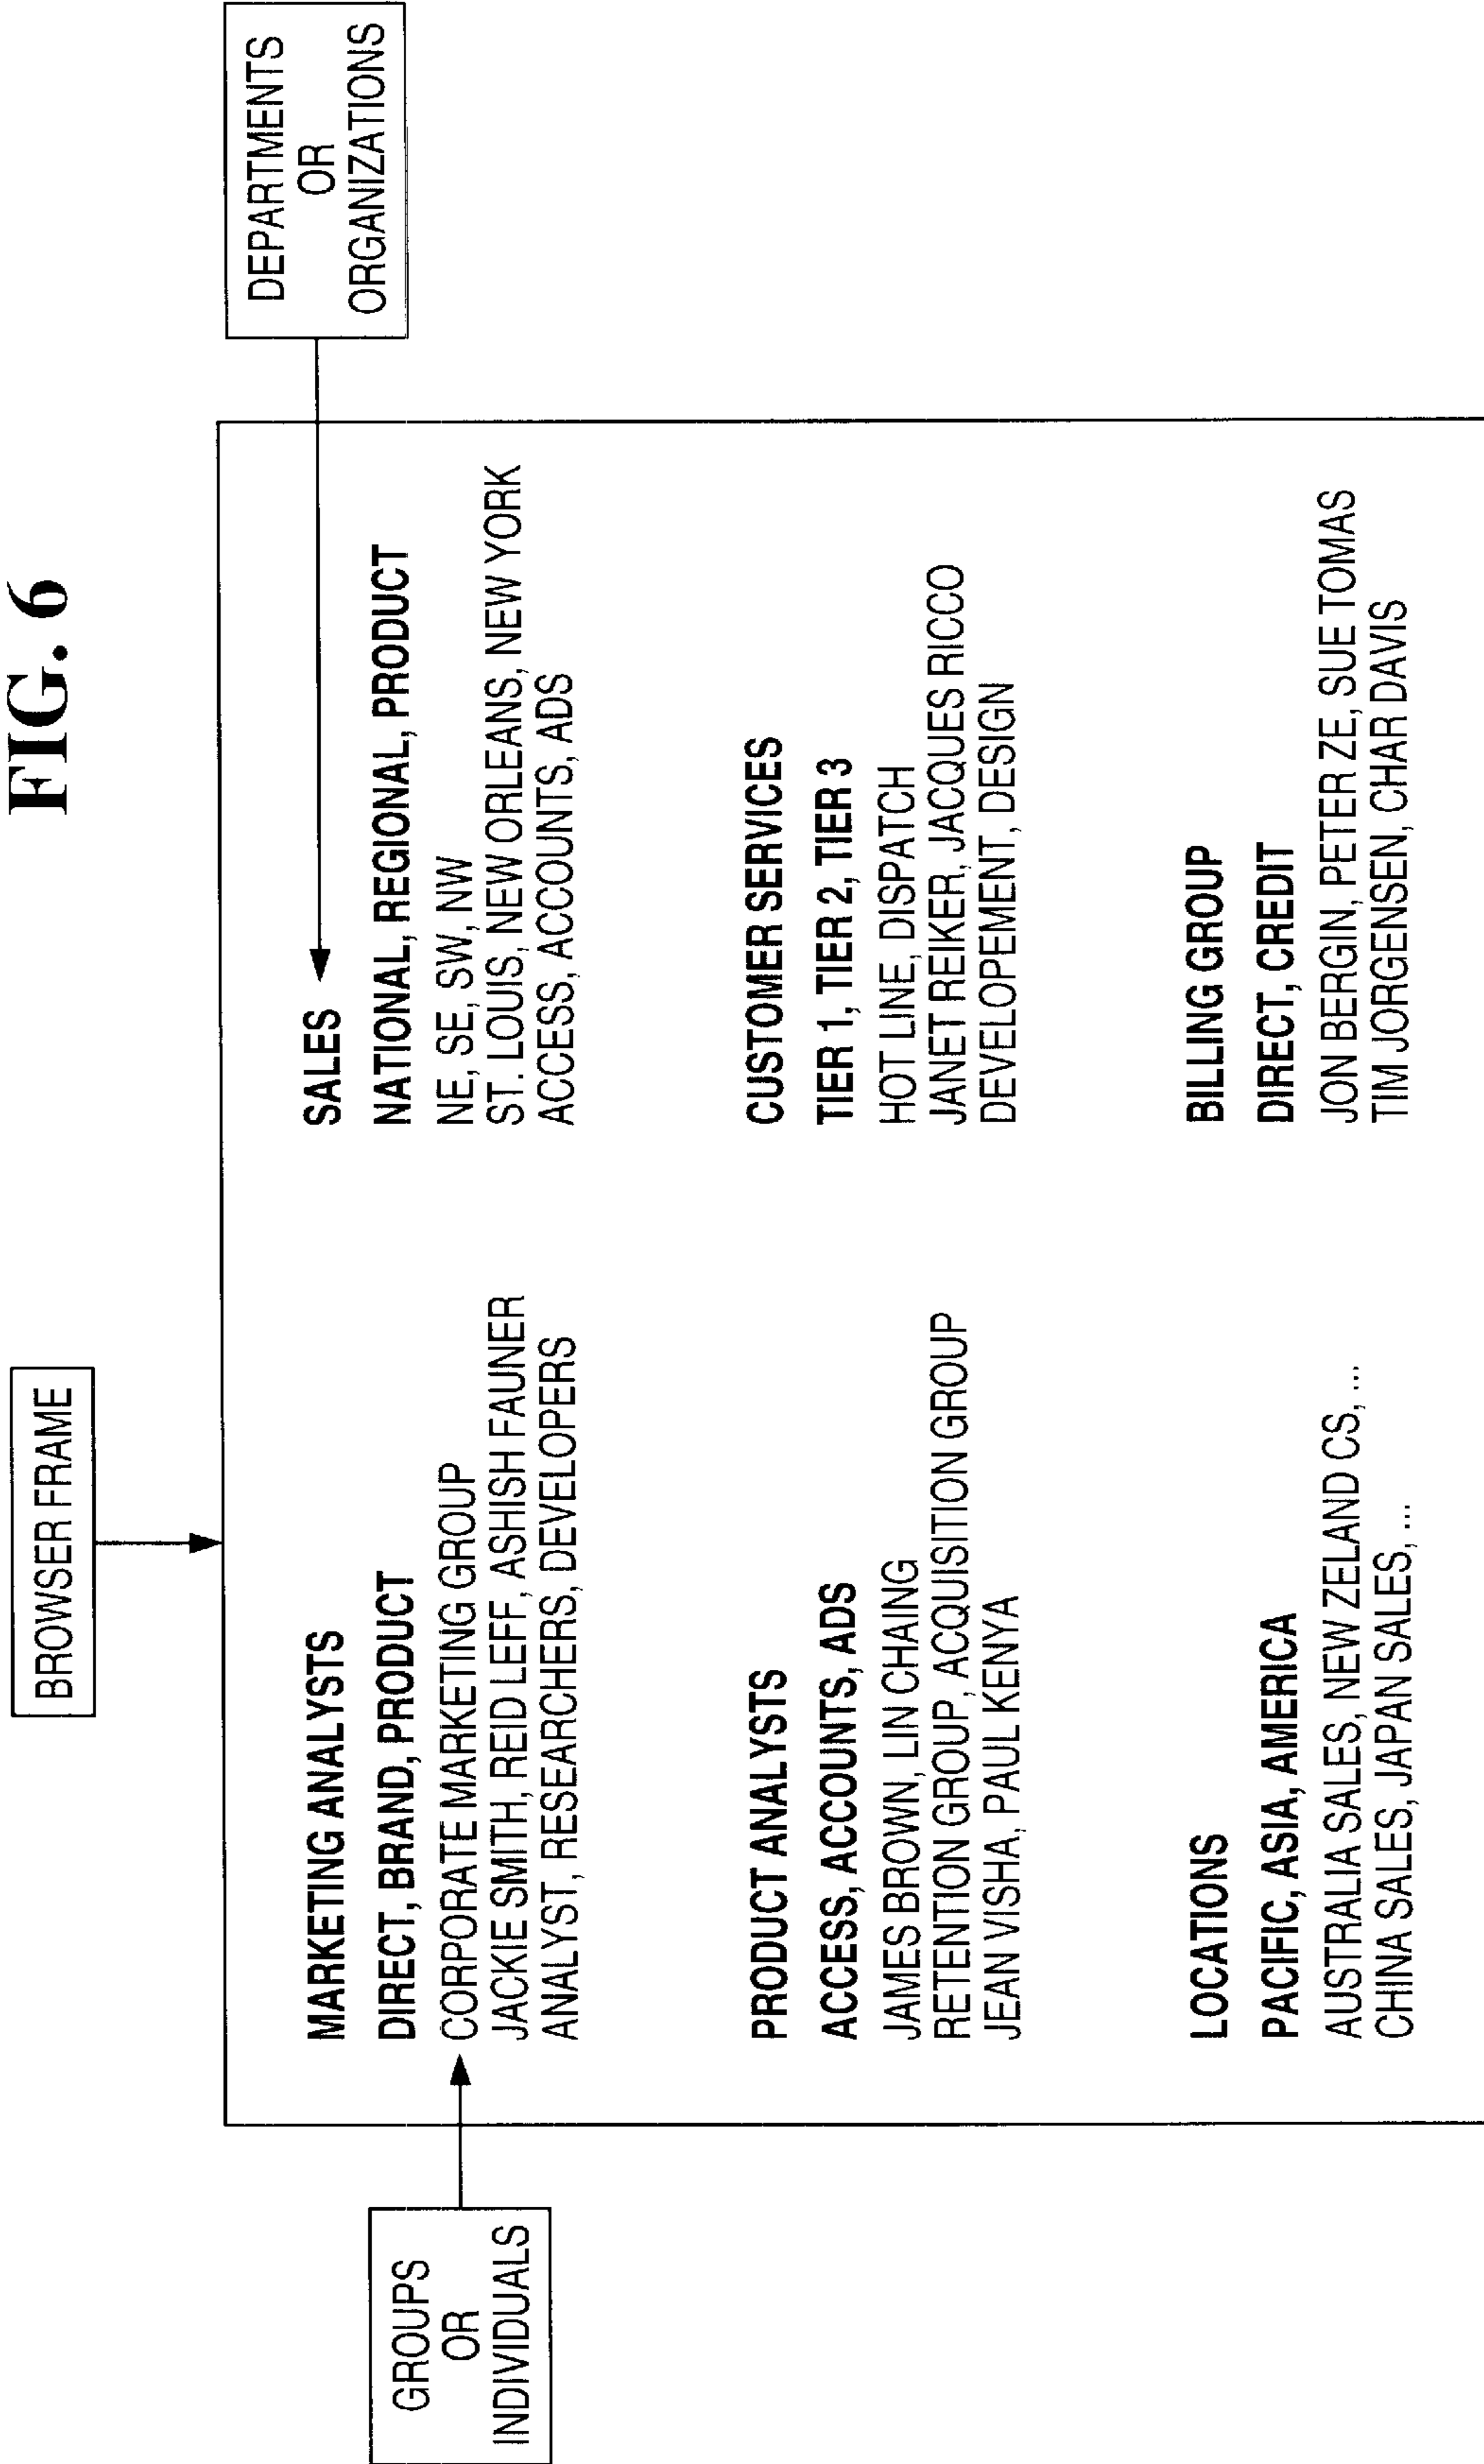 FIG. 6
BROWSER FRAME
DEPARTMENTS
OR
ORGANIZATIONS
GROUPS
OR
INDIVIDUALS
MARKETING ANALYSTS
DIRECT, BRAND, PRODUCT
CORPORATE MARKETING GROUP
JACKIE SMITH, REID LEFF, ASHISH FAUNER
ANALYST, RESEARCHERS, DEVELOPERS
SALES
NATIONAL, REGIONAL, PRODUCT
NE, SE, SW, NW
ST. LOUIS, NEW ORLEANS, NEW YORK
ACCESS, ACCOUNTS, ADS
PRODUCT ANALYSTS
ACCESS, ACCOUNTS, ADS
JAMES BROWN, LIN CHAING
RETENTION GROUP, ACQUISITION GROUP
JEAN VISHA, PAUL KENYA
CUSTOMER SERVICES
TIER 1, TIER 2, TIER 3
HOT LINE, DISPATCH
JANET REIKER, JACQUES RICCO
DEVELOPEMENT, DESIGN
LOCATIONS
PACIFIC, ASIA, AMERICA
AUSTRALIA SALES, NEW ZELAND CS, ...
CHINA SALES, JAPAN SALES, ...
BILLING GROUP
DIRECT, CREDIT
JON BERGIN, PETER ZE, SUE TOMAS
TIM JORGENSEN, CHAR DAVIS